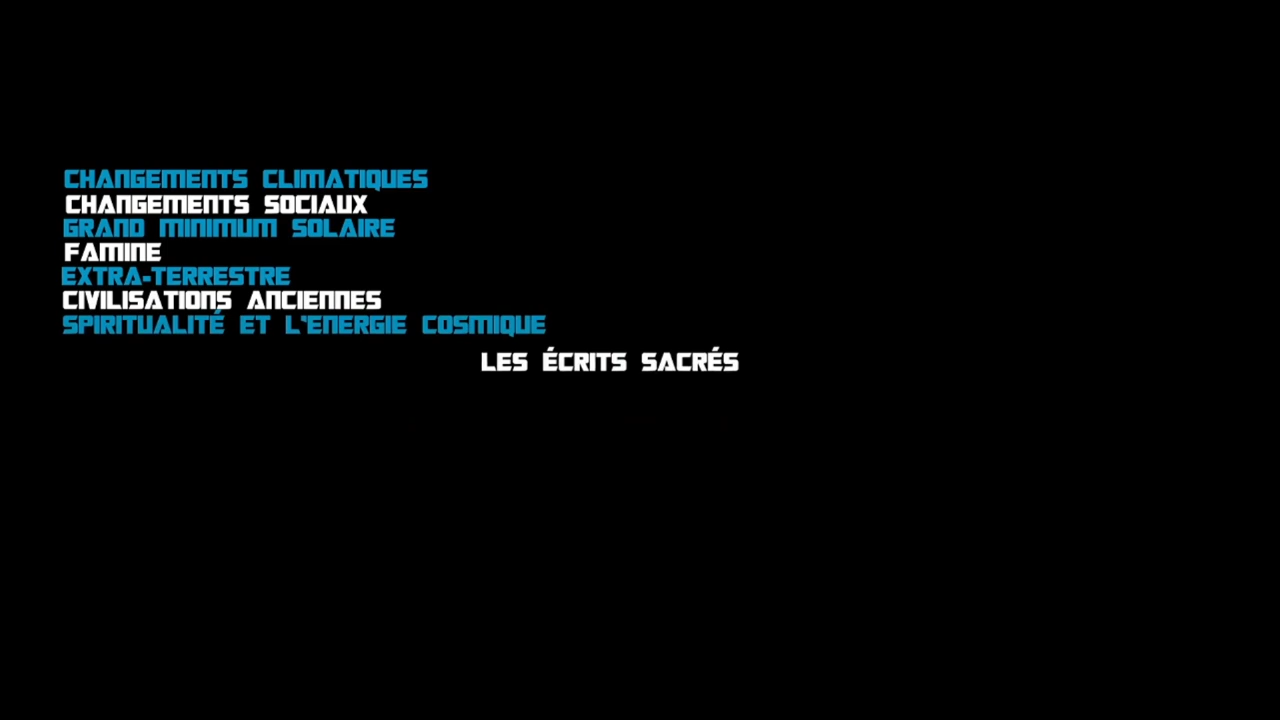 CHANGEMENTS CLIMATIQUES
CHANGEMENTS SOCIAUX
GRAND MINIMUM SOLAIRE
FAMINE
EXTRA-TERRESTRE
CIVILISATIONS ANCIENNES
SPIRITUALITÉ ET L'ENERGIE COSMIQUE
LES ÉCRITS SACRÉS